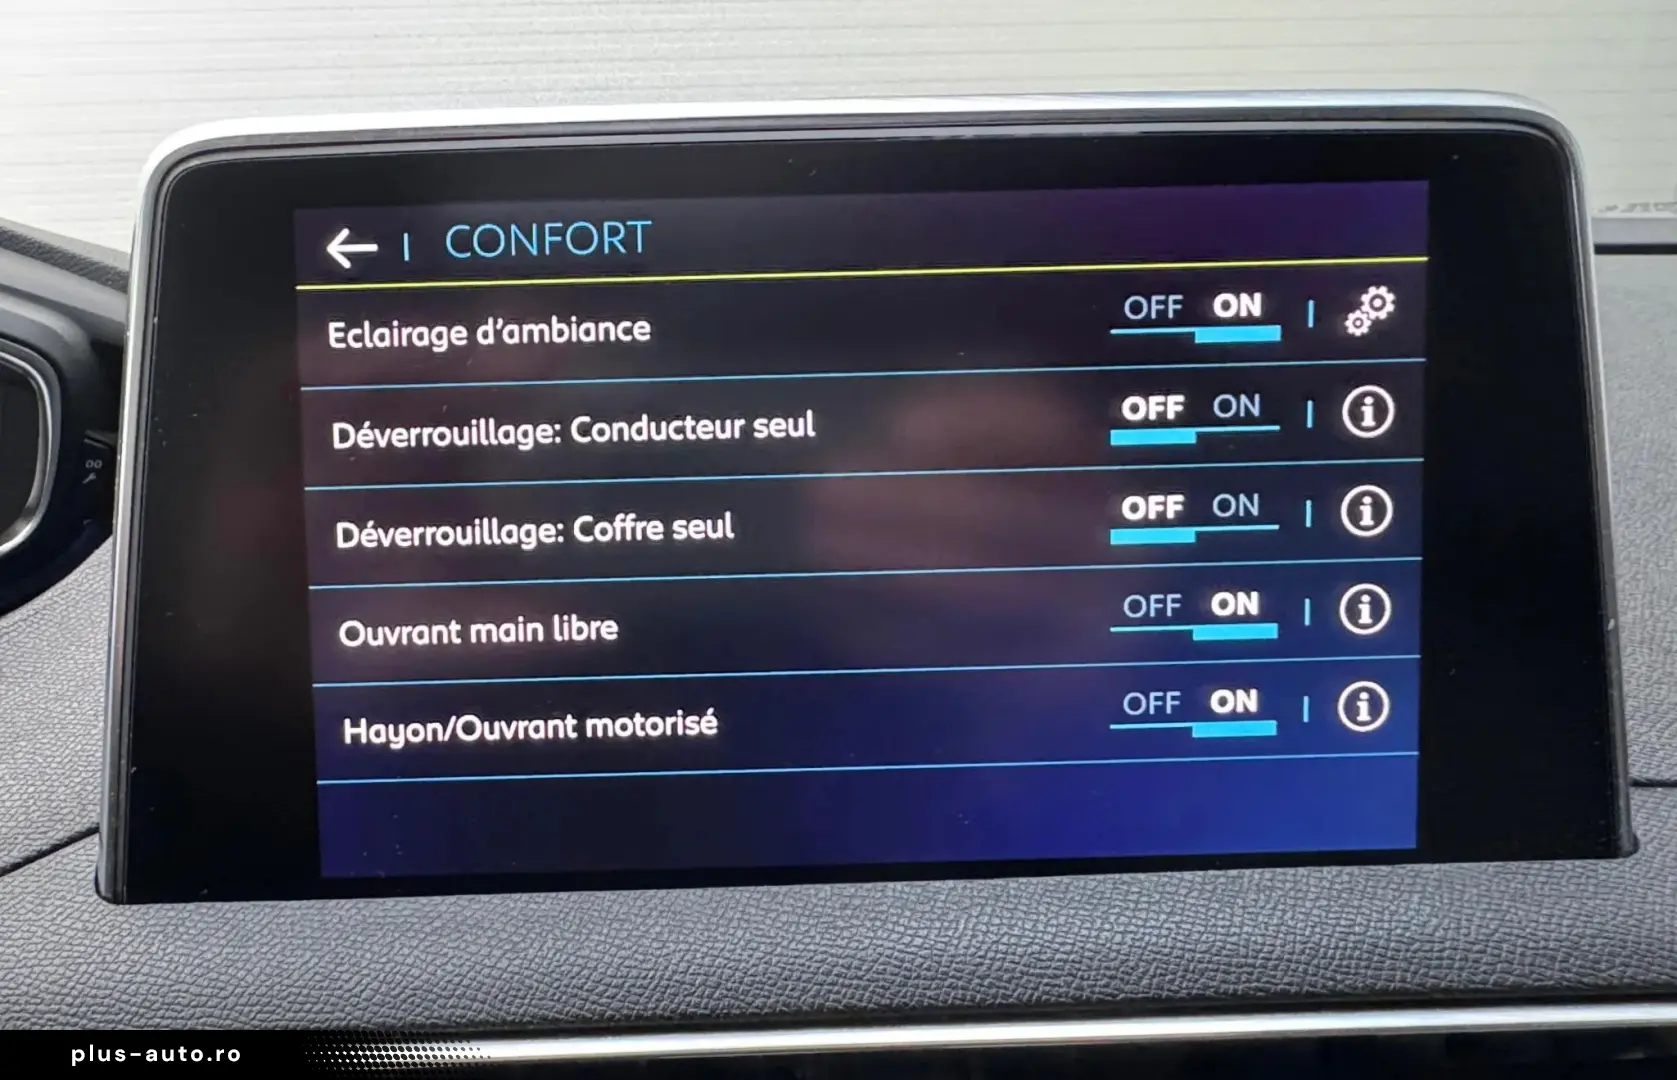 CONFORT
Eclairage d'ambiance OFF ON
Déverrouillage: Conducteur seul OFF ON
Déverrouillage: Coffre seul OFF ON
Ouvrant main libre OFF ON
Hayon/Ouvrant motorisé OFF ON
plus-auto.ro